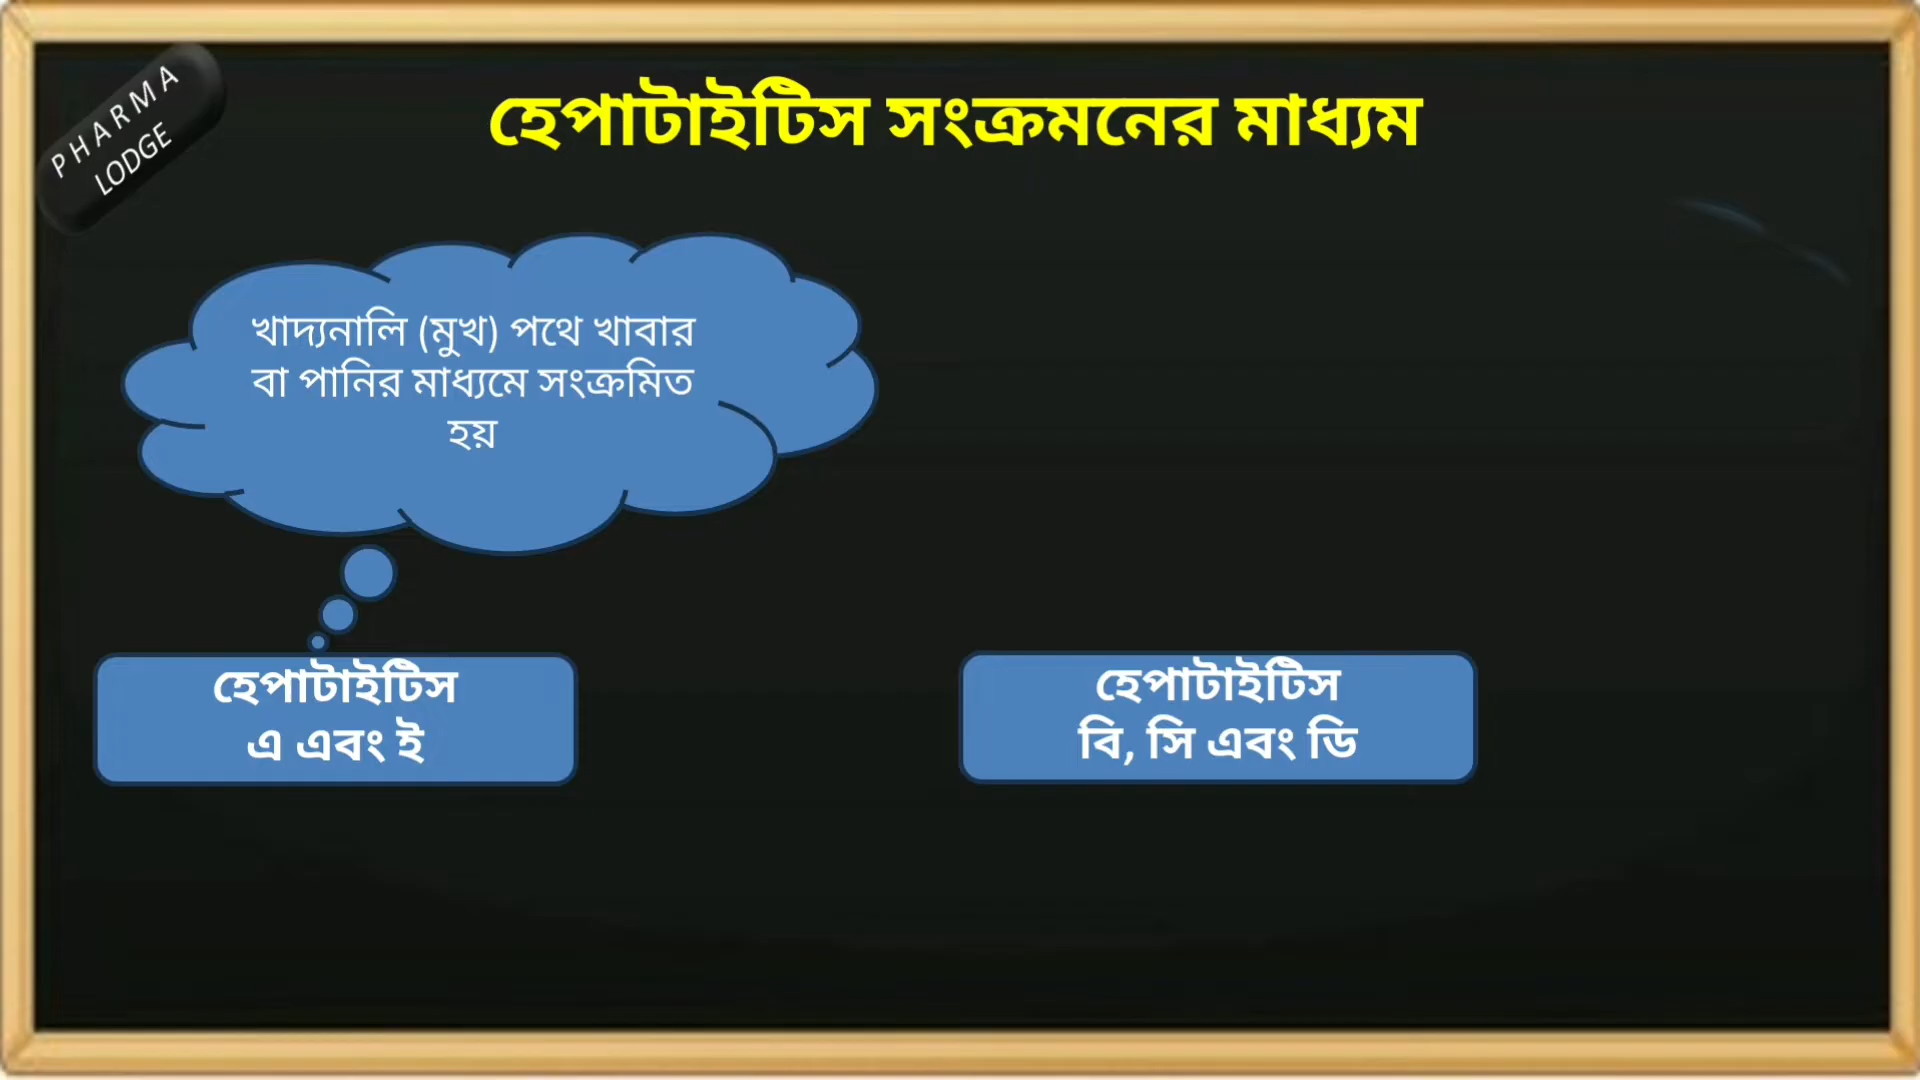 PHARMA
LODGE
হেপাটাইটিস সংক্রমনের মাধ্যম
খাদ্যনালি (মুখ) পথে খাবার
বা পানির মাধ্যমে সংক্রমিত
হয়
হেপাটাইটিস
এ এবং ই
হেপাটাইটিস
বি, সি এবং ডি